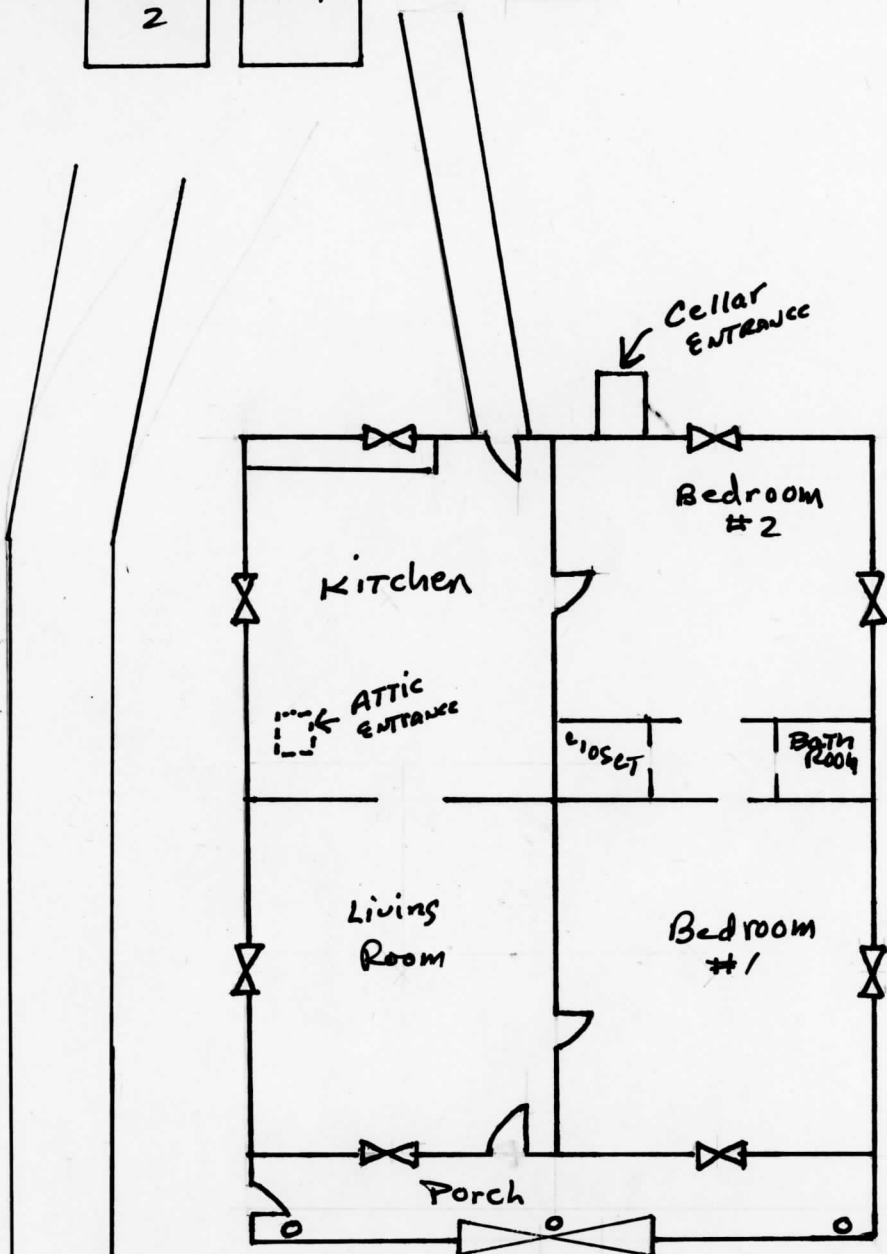 2
Cellar
ENTRANCE
Bedroom
#2
Kitchen
ATTIC
ENTRANCE
CLOSET
BATH
ROOM
Living
Room
Bedroom
#1
Porch